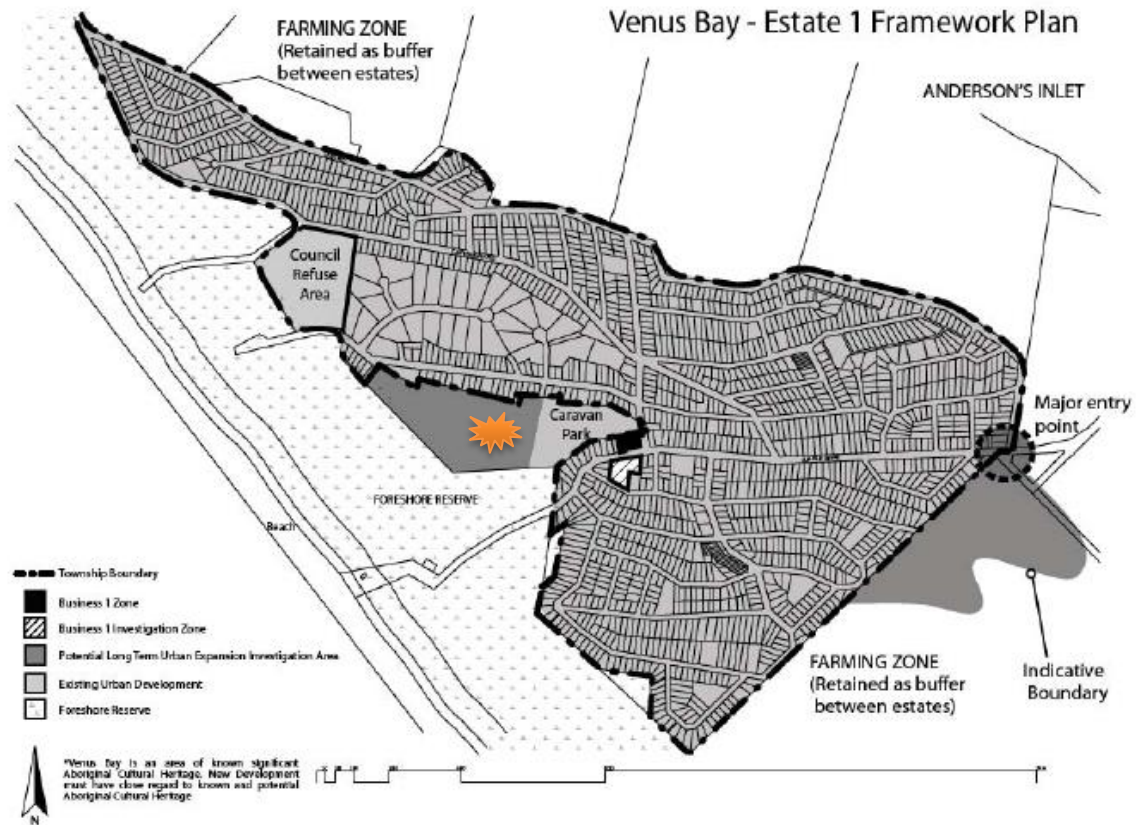 Venus Bay - Estate 1 Framework Plan
FARMING ZONE
(Retained as buffer
between estates)
ANDERSON'S INLET
Council
Refuse
Area
Caravan
Park
Major entry
point
FORESHORE RESERVE
Beach
FARMING ZONE
(Retained as buffer
between estates)
Indicative
Boundary
Township Boundary
Business 1 Zone
Business 1 Investigation Zone
Potential Long Term Urban Expansion Investigation Area
Existing Urban Development
Foreshore Reserve
*Venus Bay is an area of known significant
Aboriginal Cultural Heritage. New Development
must have close regard to known and potential
Aboriginal Cultural Heritage
N